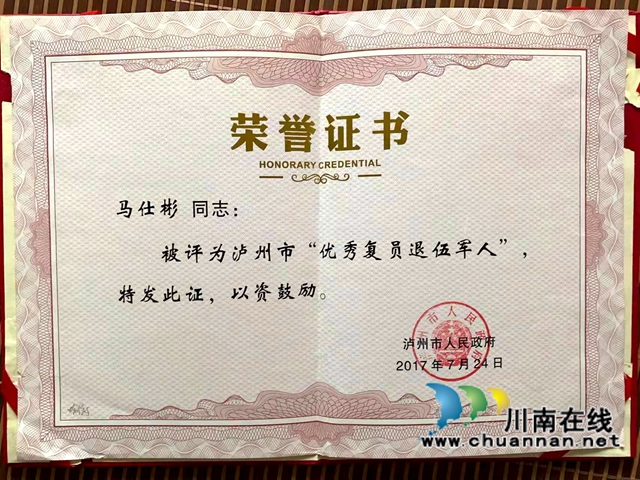 荣誉证书
HONORARY CREDENTIAL
马仕彬 同志：
被评为泸州市“优秀复员退伍军人”，
特发此证，以资鼓励。
泸州市人民政府
2017年7月24日
川南在线
www.chuannan.net